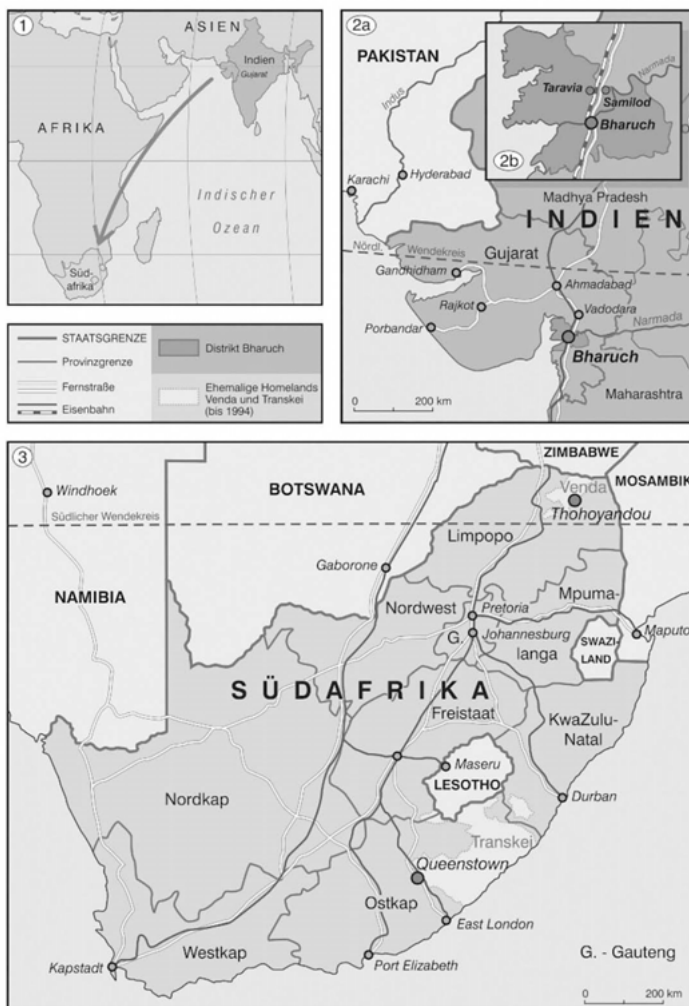 1
ASIEN
Indien
Gujarat
AFRIKA
Indischer
Ozean
Süd-
afrika
STAATSGRENZE
Provinzgrenze
Fernstraße
Eisenbahn
Distrikt Bharuch
Ehemalige Homelands
Venda und Transkei
(bis 1994)
2a
PAKISTAN
Indus
Karachi
Hyderabad
Narmada
Taravia
Samilod
Bharuch
2b
Madhya Pradesh
INDIEN
Nördl.
Wendekreis
Gujarat
Gandhidham
Ahmadabad
Rajkot
Vadodara
Porbandar
Narmada
Bharuch
Maharashtra
0 200 km
3
ZIMBABWE
Windhoek
BOTSWANA
Venda
MOSAMBIK
Thohoyandou
Südlicher Wendekreis
Limpopo
Gaborone
NAMIBIA
Nordwest
Pretoria
Mpuma-
G.
Johannesburg
langa
SWAZI-
LAND
Maputo
SÜDAFRIKA
Freistaat
KwaZulu-
Natal
Maseru
LESOTHO
Nordkap
Durban
Transkei
Queenstown
Ostkap
East London
Westkap
Kapstadt
Port Elizabeth
G. - Gauteng
0 200 km